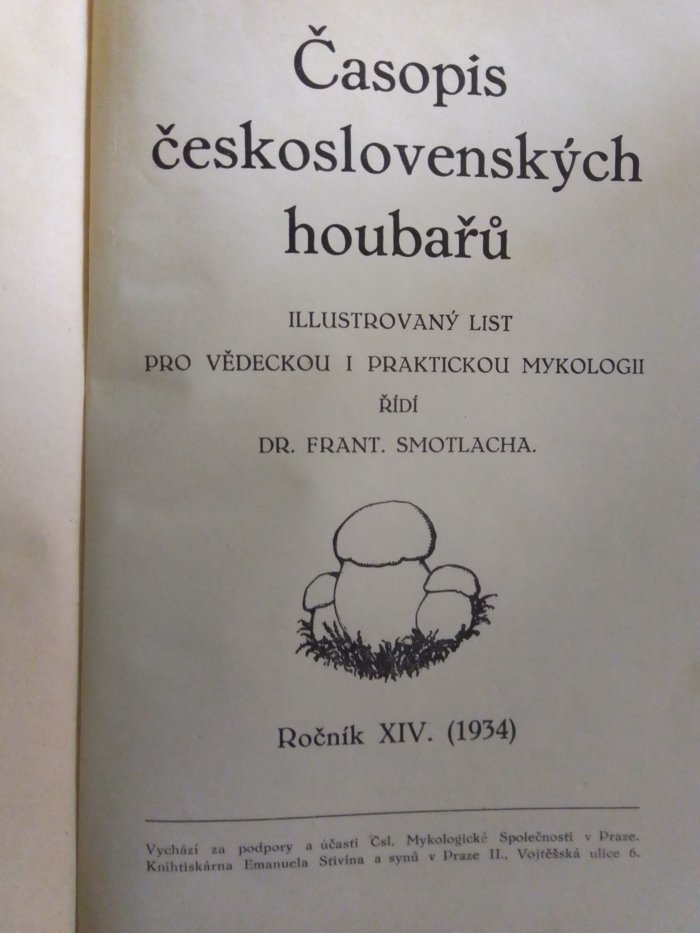 Časopis
československých
houbařů
ILLUSTROVANÝ LIST
PRO VĚDECKOU I PRAKTICKOU MYKOLOGII
ŘÍDÍ
DR. FRANT. SMOTLACHA.
Ročník XIV. (1934)
Vychází za podpory a účasti Čsl. Mykologické Společnosti v Praze.
Knihtiskárna Emanuela Stivína a synů v Praze II., Vojtěšská ulice 6.